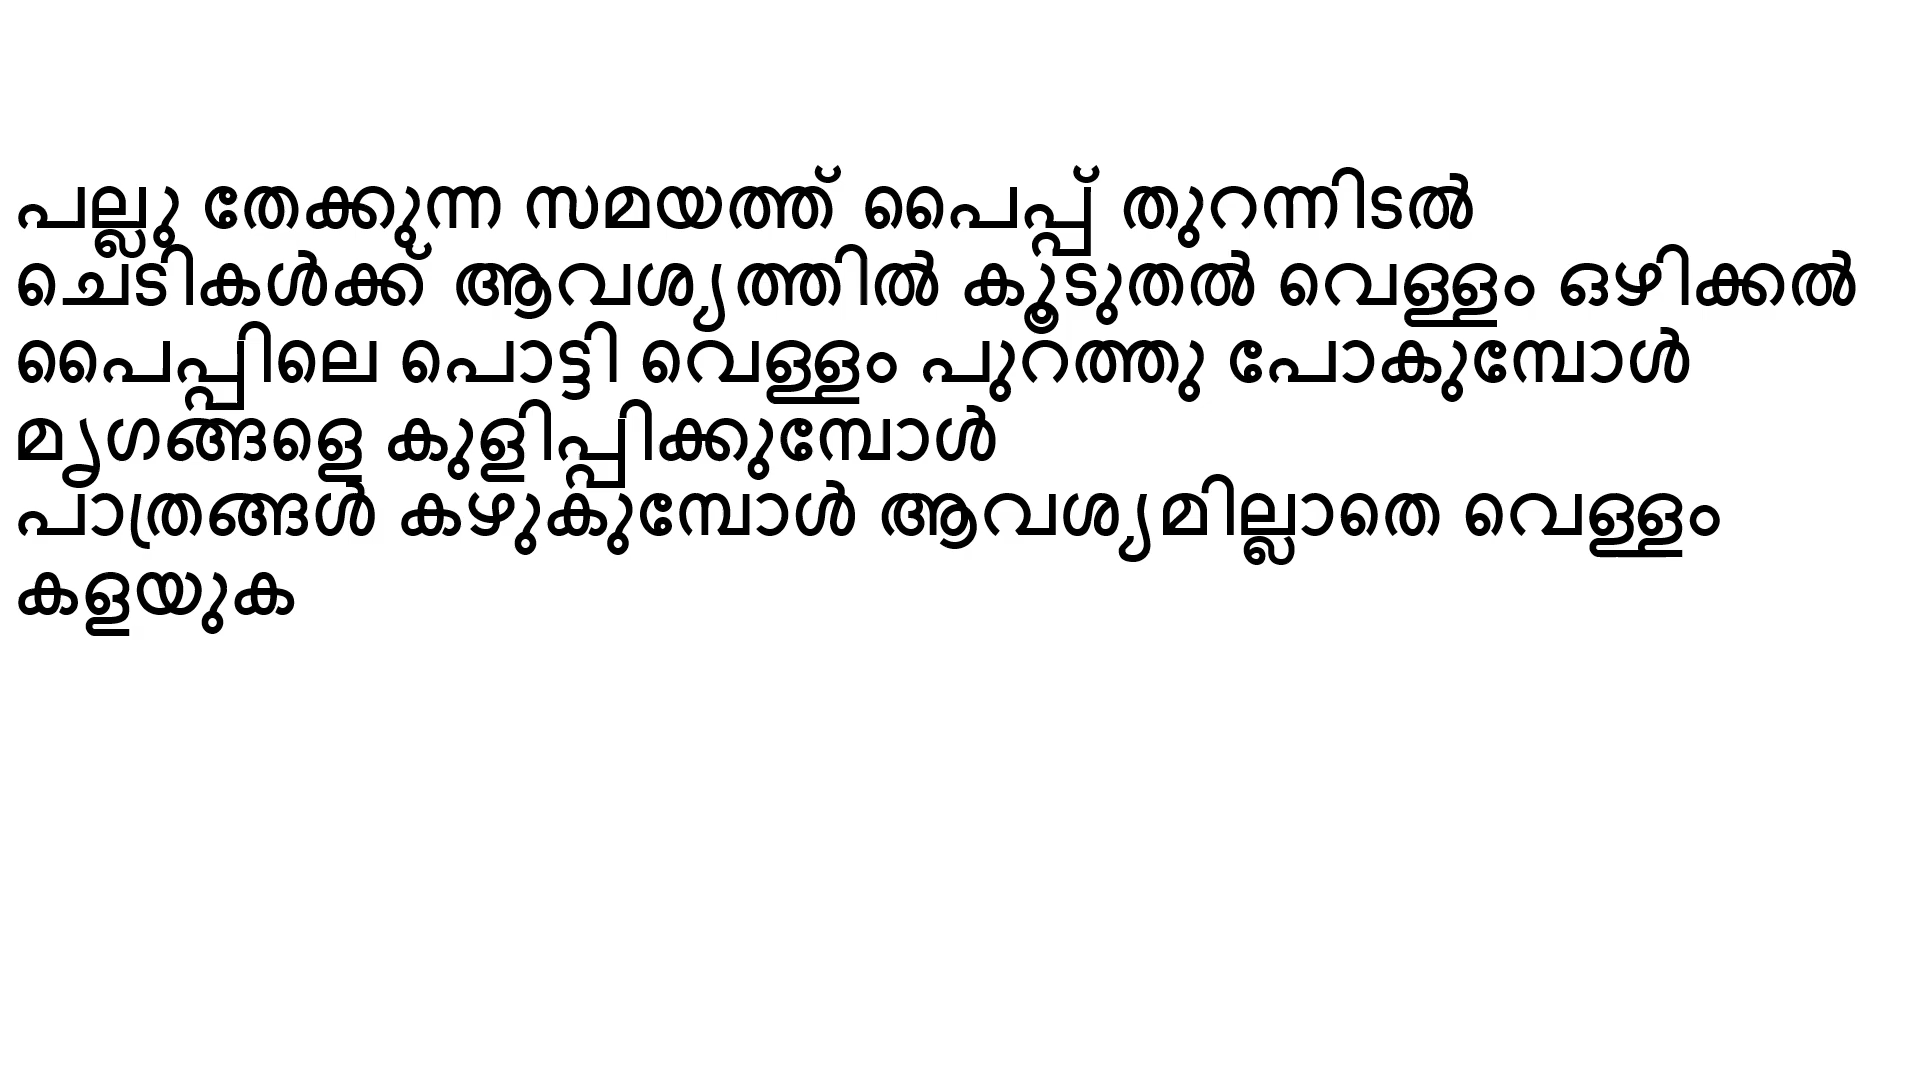 പല്ലു തേക്കുന്ന സമയത്ത് പൈപ്പ് തുറന്നിടൽ
ചെടികൾക്ക് ആവശ്യത്തിൽ കൂടുതൽ വെള്ളം ഒഴിക്കൽ
പൈപ്പിലെ പൊട്ടി വെള്ളം പുറത്തു പോകുമ്പോൾ
മൃഗങ്ങളെ കുളിപ്പിക്കുമ്പോൾ
പാത്രങ്ങൾ കഴുകുമ്പോൾ ആവശ്യമില്ലാതെ വെള്ളം
കളയുക